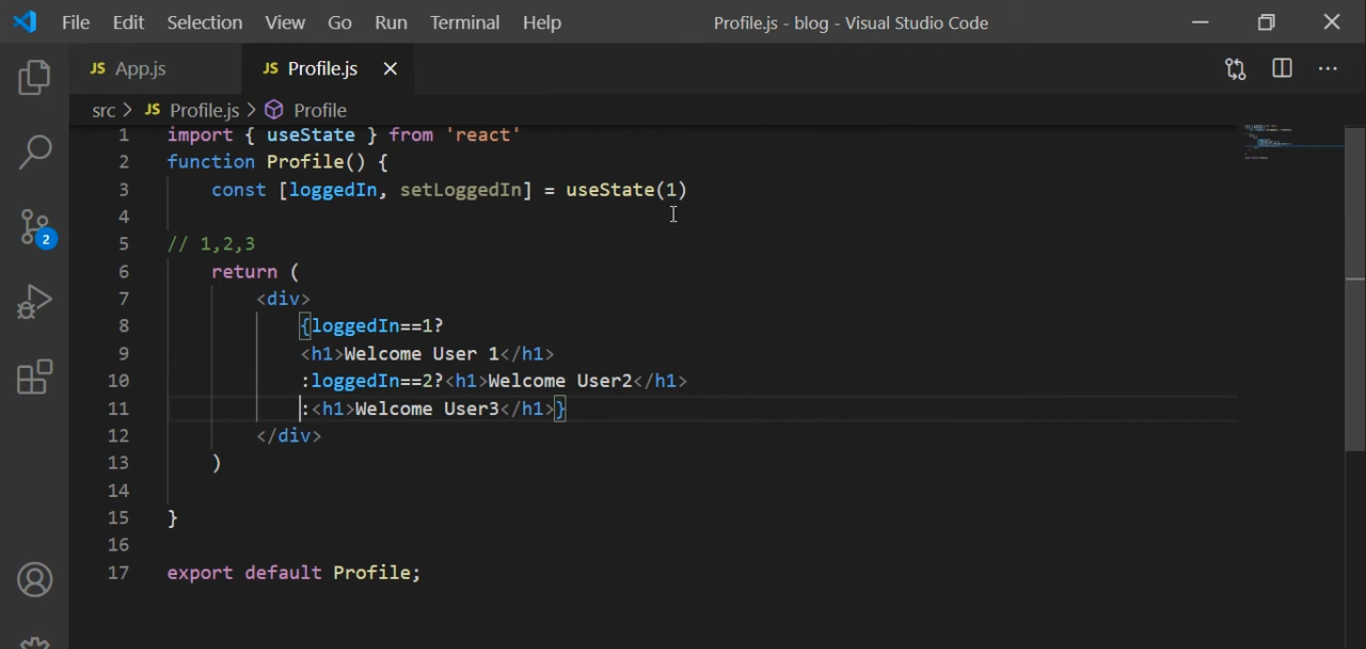 File Edit Selection View Go Run Terminal Help Profile.js - blog - Visual Studio Code
JS App.js JS Profile.js
src > JS Profile.js > Profile
1 import { useState } from 'react'
2 function Profile() {
3 const [loggedIn, setLoggedIn] = useState(1)
4
5 // 1,2,3
6 return (
7 <div>
8 {loggedIn==1?
9 <h1>Welcome User 1</h1>
10 :loggedIn==2?<h1>Welcome User2</h1>
11 :<h1>Welcome User3</h1>}
12 </div>
13 )
14
15 }
16
17 export default Profile;
2